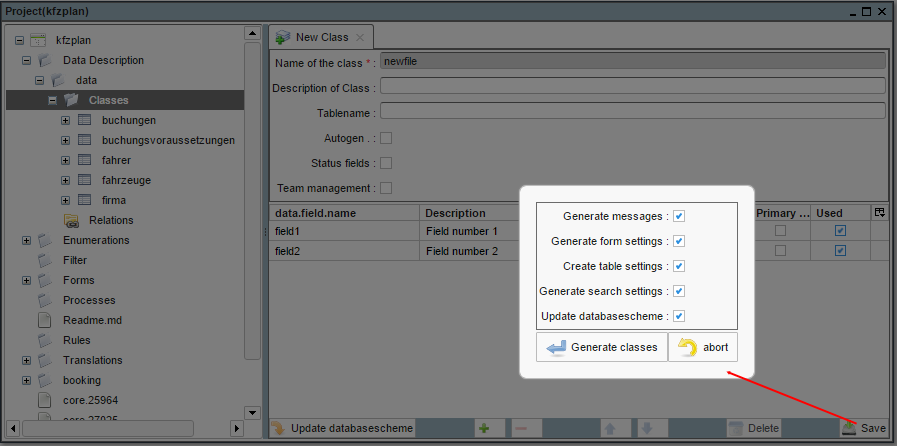 Project(kfzplan)
kfzplan
Data Description
data
Classes
buchungen
buchungsvoraussetzungen
fahrer
fahrzeuge
firma
Relations
Enumerations
Filter
Forms
Processes
Readme.md
Rules
Translations
booking
core.25964
core.27025
New Class
Name of the class * :
newfile
Description of Class :
Tablename :
Autogen . :
Status fields :
Team management :
data.field.name Description Primary ... Used
field1 Field number 1
field2 Field number 2
Generate messages :
Generate form settings :
Create table settings :
Generate search settings :
Update databasescheme :
Generate classes abort
Update databasescheme Delete Save